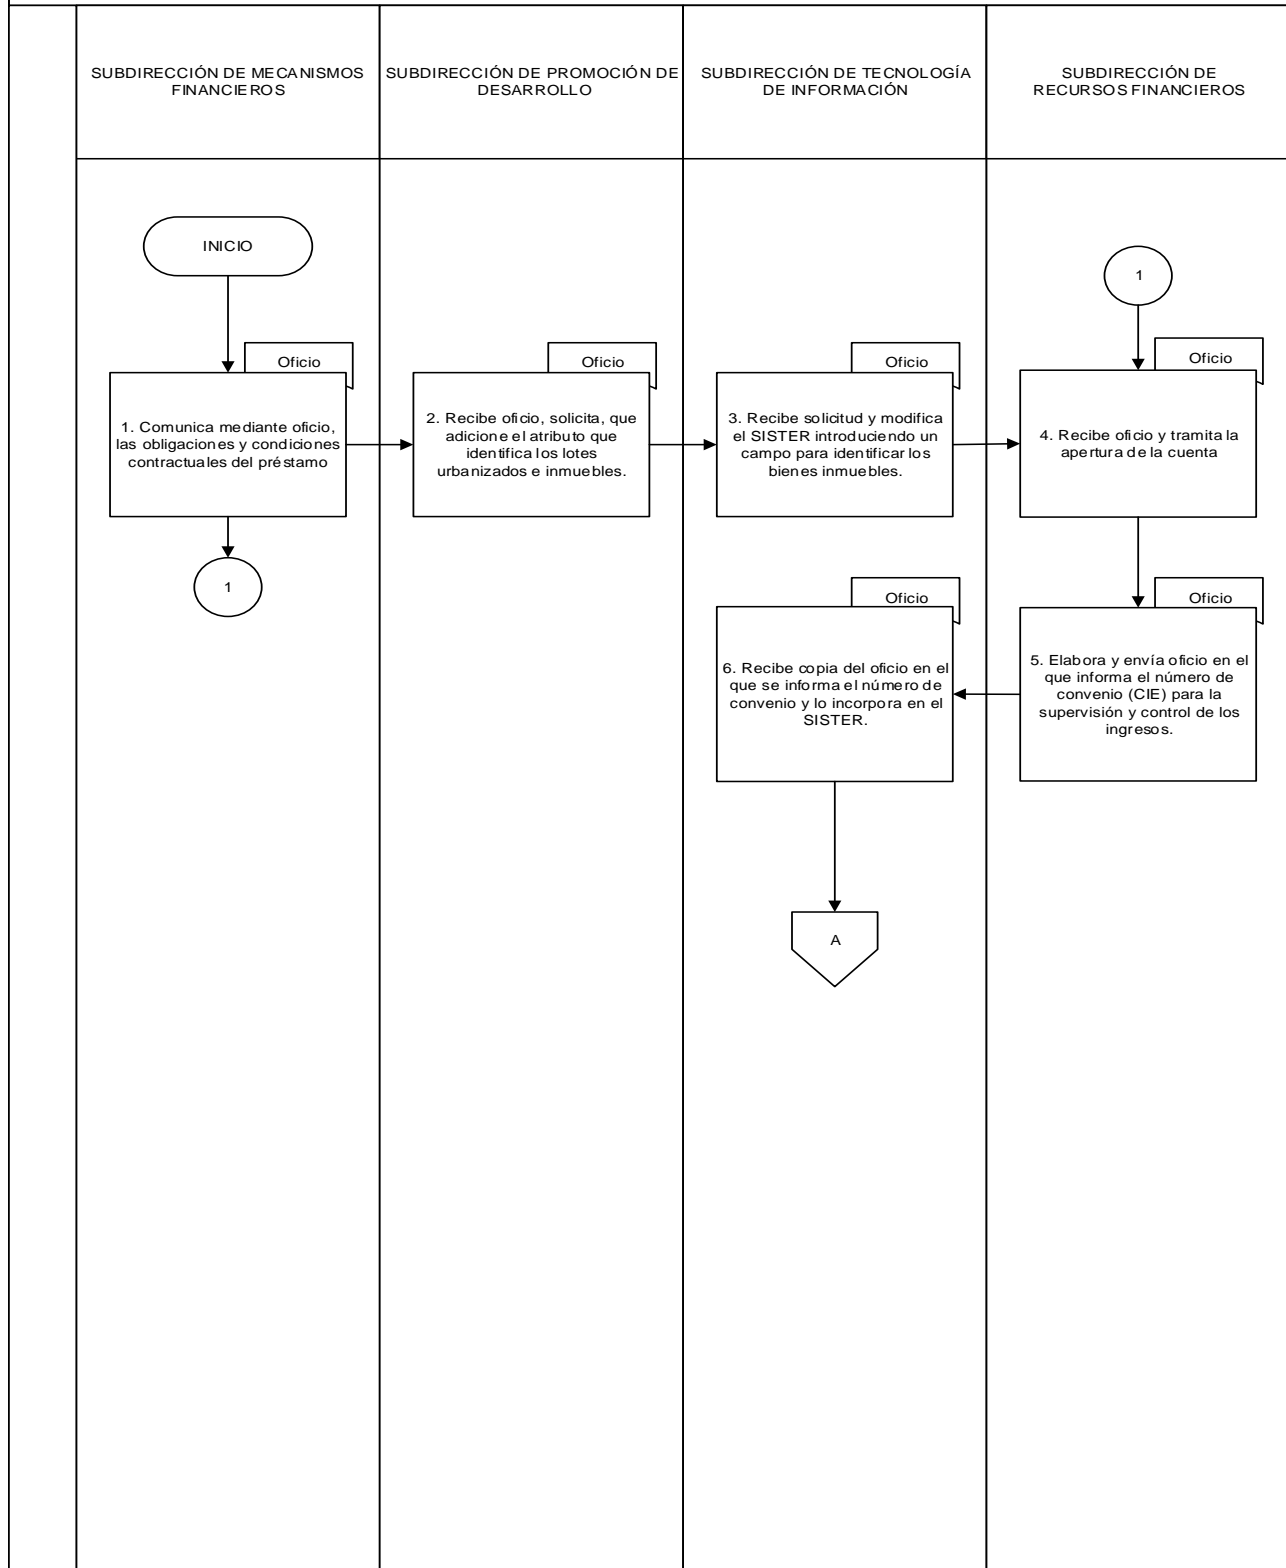 SUBDIRECCIÓN DE MECANISMOS
FINANCIEROS
SUBDIRECCIÓN DE PROMOCIÓN DE
DESARROLLO
SUBDIRECCIÓN DE TECNOLOGÍA
DE INFORMACIÓN
SUBDIRECCIÓN DE
RECURSOS FINANCIEROS
INICIO
1
Oficio
1. Comunica mediante oficio,
las obligaciones y condiciones
contractuales del préstamo
Oficio
2. Recibe oficio, solicita, que
adicione el atributo que
identifica los lotes
urbanizados e inmuebles.
Oficio
3. Recibe solicitud y modifica
el SISTER introduciendo un
campo para identificar los
bienes inmuebles.
Oficio
4. Recibe oficio y tramita la
apertura de la cuenta
1
Oficio
5. Elabora y envía oficio en el
que informa el número de
convenio (CIE) para la
supervisión y control de los
ingresos.
Oficio
6. Recibe copia del oficio en el
que se informa el número de
convenio y lo incorpora en el
SISTER.
A